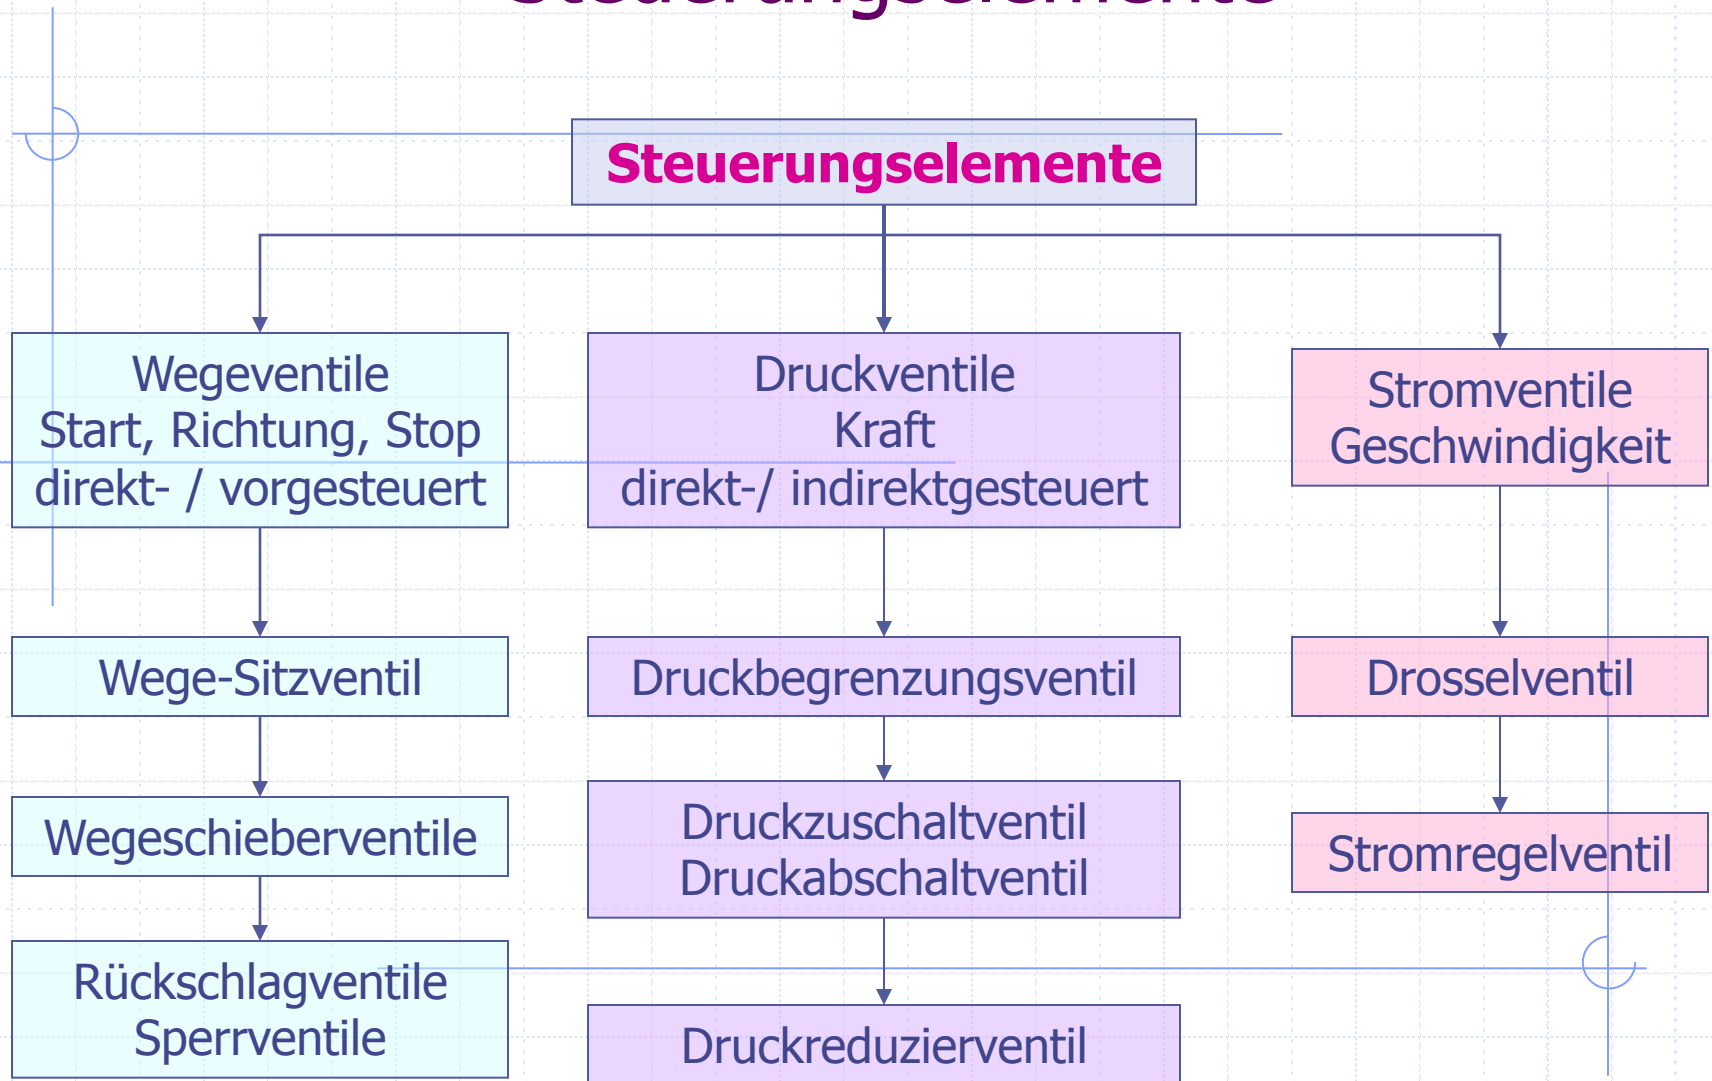 Steuerungselemente
Steuerungselemente
Wegeventile
Start, Richtung, Stop
direkt- / vorgesteuert
Druckventile
Kraft
direkt-/ indirektgesteuert
Stromventile
Geschwindigkeit
Wege-Sitzventil
Druckbegrenzungsventil
Drosselventil
Wegeschieberventile
Druckzuschaltventil
Druckabschaltventil
Stromregelventil
Rückschlagventile
Sperrventile
Druckreduzierventil